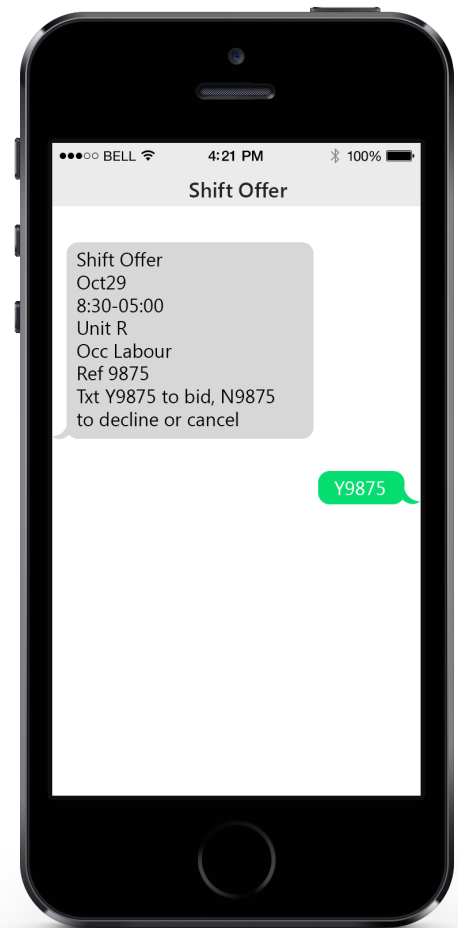 BELL 4:21 PM 100%
Shift Offer
Shift Offer
Oct29
8:30-05:00
Unit R
Occ Labour
Ref 9875
Txt Y9875 to bid, N9875
to decline or cancel
Y9875